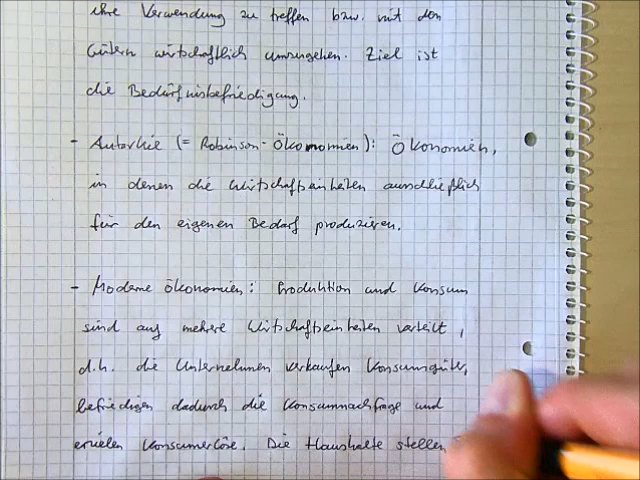 ihre Verwendung zu treffen bzw. mit den
Gütern wirtschaftlich umzugehen. Ziel ist
die Bedürfnisbefriedigung.
- Autarkie (= Robinson-Ökonomien): Ökonomien,
in denen die Wirtschaftseinheiten ausschließlich
für den eigenen Bedarf produzieren.
- Moderne Ökonomien: Produktion und Konsum
sind auf mehrere Wirtschaftseinheiten verteilt,
d.h. die Unternehmen verkaufen Konsumgüter,
befriedigen dadurch die Konsumnachfrage und
erzielen Konsumerlöse. Die Haushalte stellen